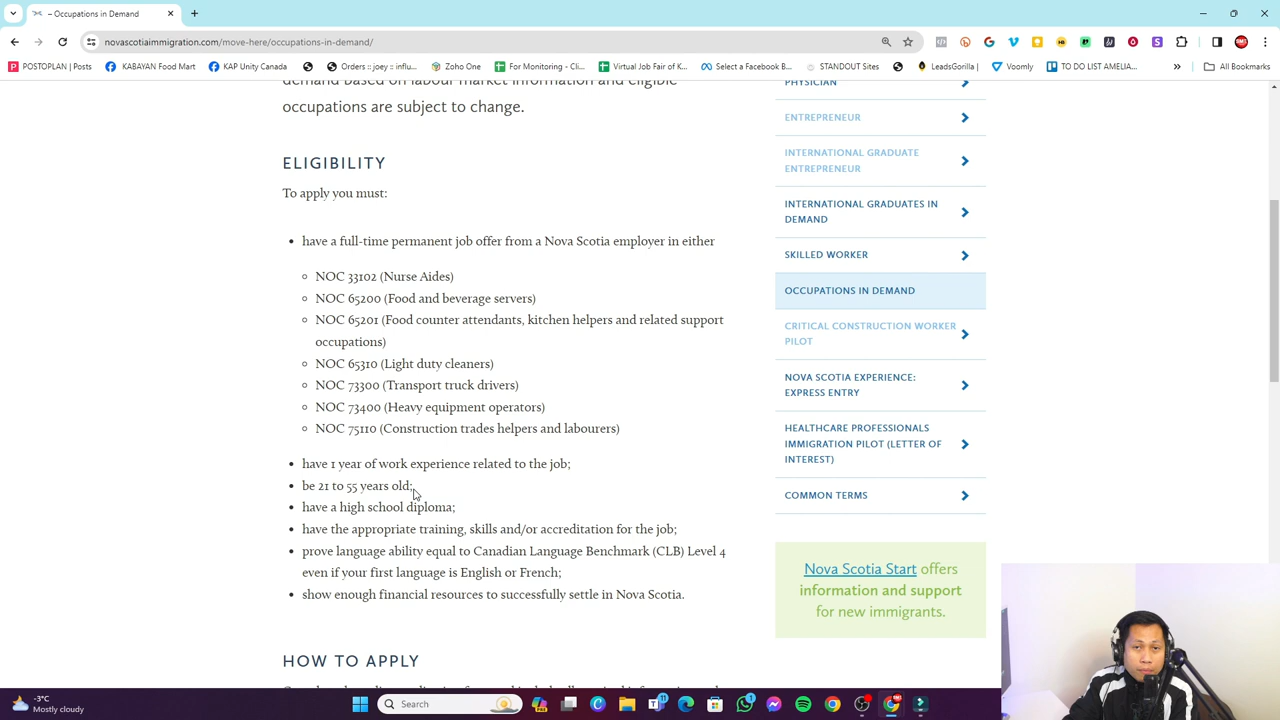 – Occupations in Demand
novascotiaimmigration.com/move-here/occupations-in-demand/
POSTOPLAN | Posts
KABAYAN Food Mart
KAP Unity Canada
Orders :: joey :: influ...
Zoho One
For Monitoring - Cli...
Virtual Job Fair of K...
Select a Facebook B...
STANDOUT Sites
LeadsGorilla |
Voomly
TO DO LIST AMELIA...
All Bookmarks
demand based on labour market information and eligible
occupations are subject to change.
ELIGIBILITY
To apply you must:
• have a full-time permanent job offer from a Nova Scotia employer in either
NOC 33102 (Nurse Aides)
NOC 65200 (Food and beverage servers)
NOC 65201 (Food counter attendants, kitchen helpers and related support
occupations)
NOC 65310 (Light duty cleaners)
NOC 73300 (Transport truck drivers)
NOC 73400 (Heavy equipment operators)
NOC 75110 (Construction trades helpers and labourers)
• have 1 year of work experience related to the job;
• be 21 to 55 years old;
• have a high school diploma;
• have the appropriate training, skills and/or accreditation for the job;
• prove language ability equal to Canadian Language Benchmark (CLB) Level 4
even if your first language is English or French;
• show enough financial resources to successfully settle in Nova Scotia.
HOW TO APPLY
PHYSICIAN
ENTREPRENEUR
INTERNATIONAL GRADUATE
ENTREPRENEUR
INTERNATIONAL GRADUATES IN
DEMAND
SKILLED WORKER
OCCUPATIONS IN DEMAND
CRITICAL CONSTRUCTION WORKER
PILOT
NOVA SCOTIA EXPERIENCE:
EXPRESS ENTRY
HEALTHCARE PROFESSIONALS
IMMIGRATION PILOT (LETTER OF
INTEREST)
COMMON TERMS
Nova Scotia Start offers
information and support
for new immigrants.
-3°C
Mostly cloudy
Search